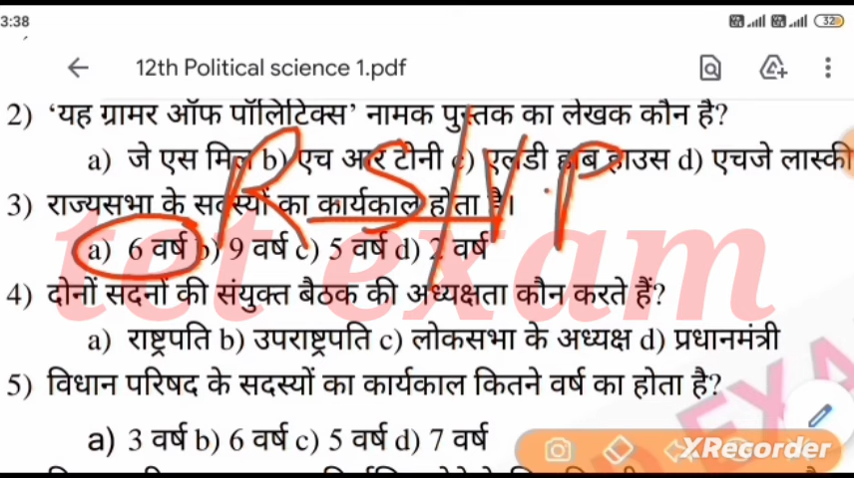 3:38
32
12th Political science 1.pdf
2) ‘यह ग्रामर ऑफ पॉलिटिक्स’ नामक पुस्तक का लेखक कौन है?
a) जे एस मिल b) एच आर टोनी c) एलडी हाब हाउस d) एचजे लास्की
3) राज्यसभा के सदस्यों का कार्यकाल होता है।
a) 6 वर्ष b) 9 वर्ष c) 5 वर्ष d) 2 वर्ष
R S/V.P
tet exam
4) दोनों सदनों की संयुक्त बैठक की अध्यक्षता कौन करते हैं?
a) राष्ट्रपति b) उपराष्ट्रपति c) लोकसभा के अध्यक्ष d) प्रधानमंत्री
5) विधान परिषद के सदस्यों का कार्यकाल कितने वर्ष का होता है?
a) 3 वर्ष b) 6 वर्ष c) 5 वर्ष d) 7 वर्ष
XRecorder